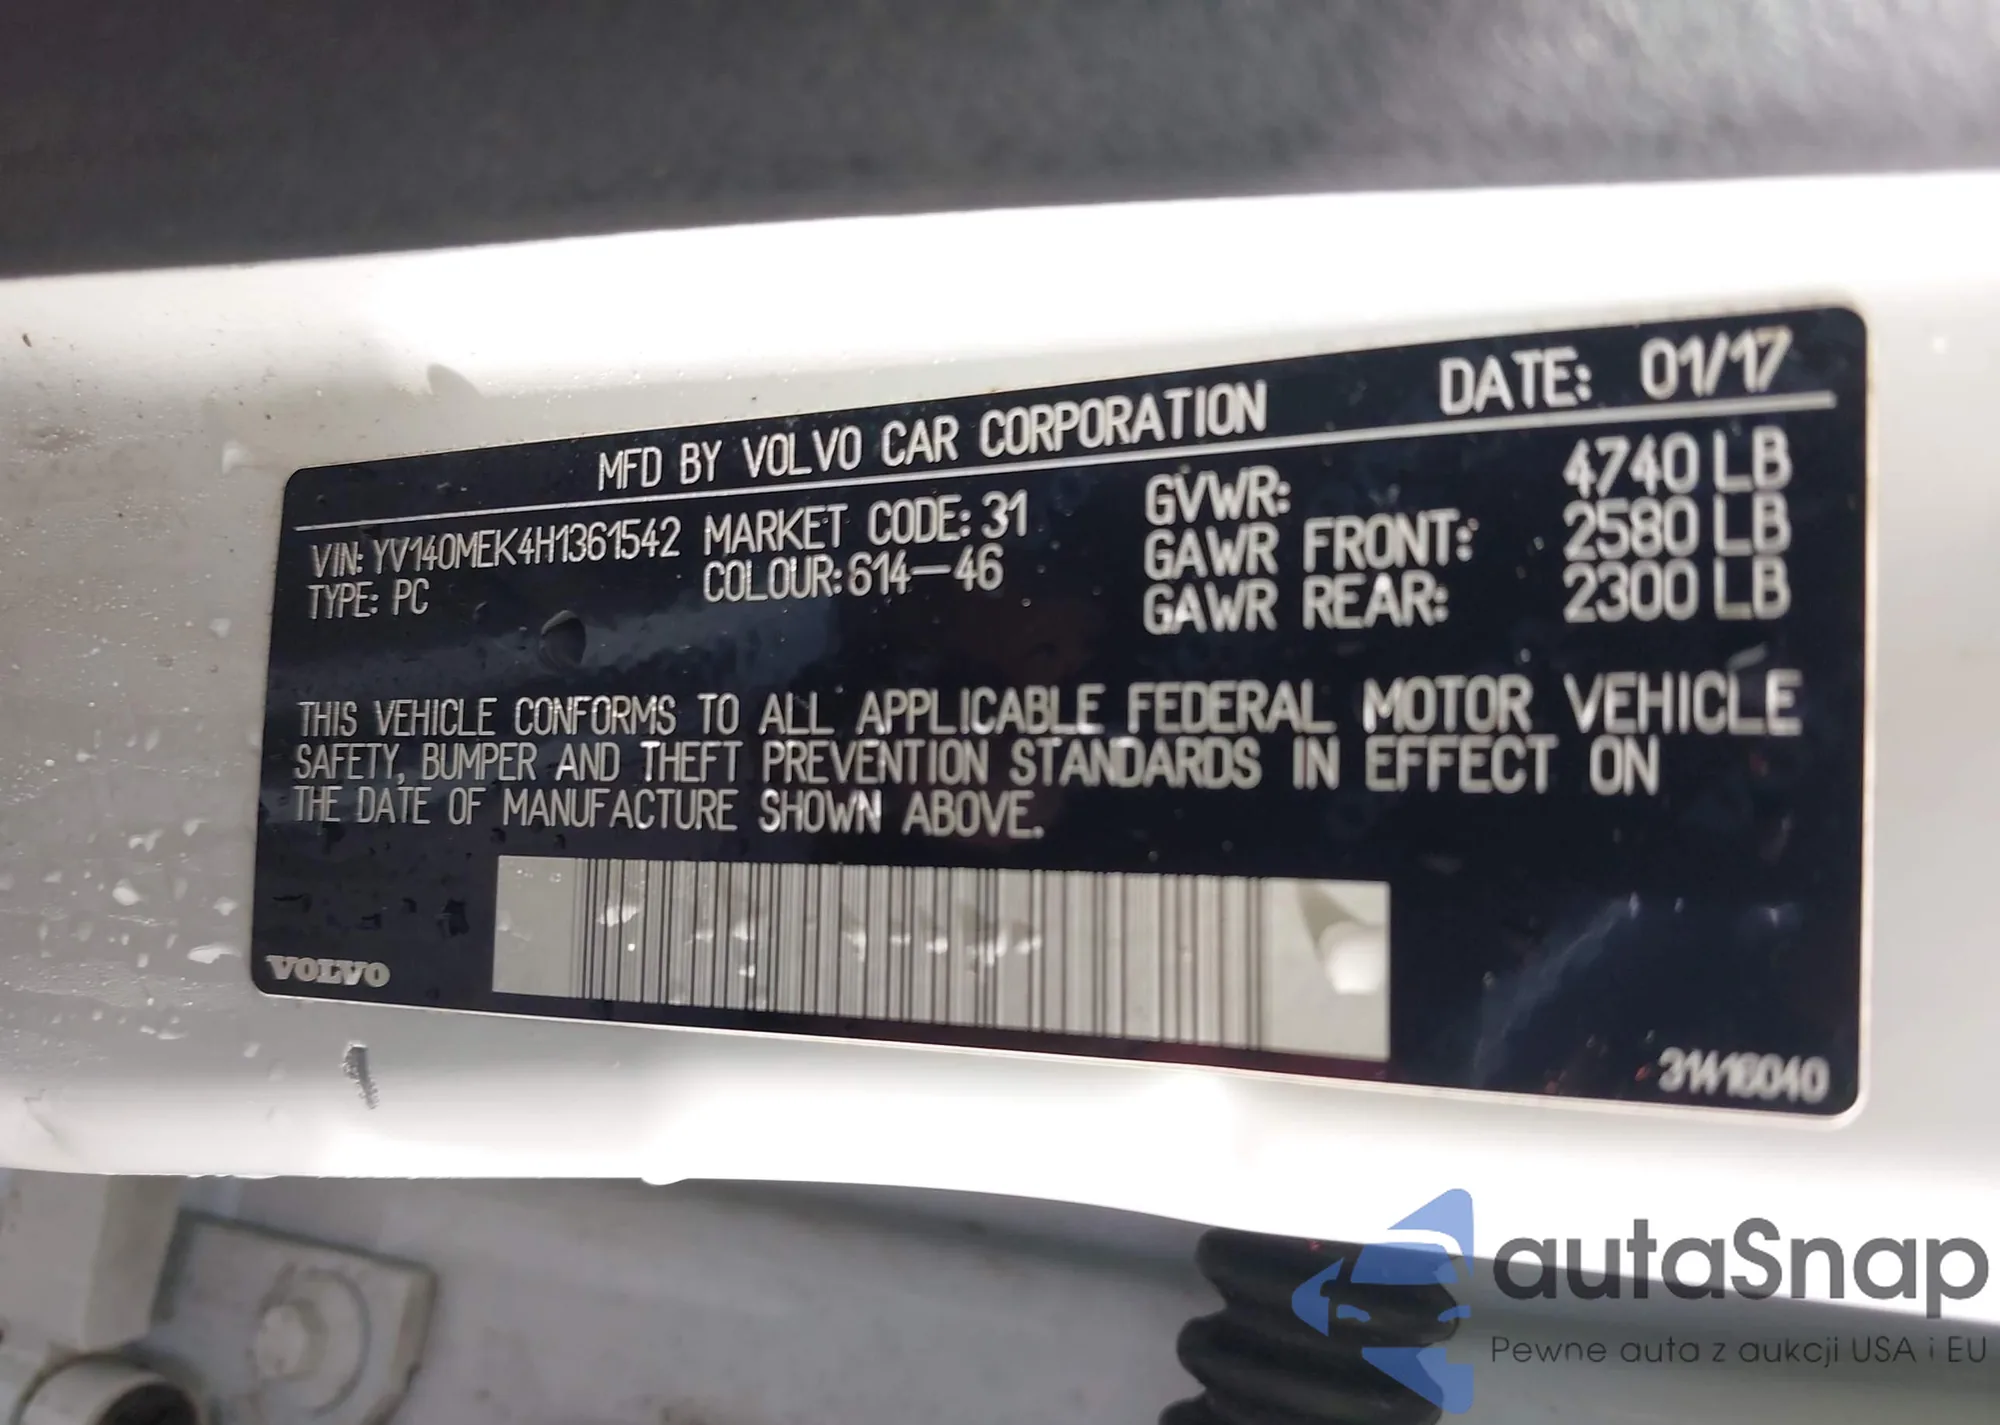 MFD BY VOLVO CAR CORPORATION DATE: 01/17
VIN: YV140MEK4H1361542 MARKET CODE: 31 GVWR: 4740 LB
TYPE: PC COLOUR: 614-46 GAWR FRONT: 2580 LB
GAWR REAR: 2300 LB
THIS VEHICLE CONFORMS TO ALL APPLICABLE FEDERAL MOTOR VEHICLE
SAFETY, BUMPER AND THEFT PREVENTION STANDARDS IN EFFECT ON
THE DATE OF MANUFACTURE SHOWN ABOVE.
VOLVO
31416040
autaSnap
Pewne auta z aukcji USA i EU